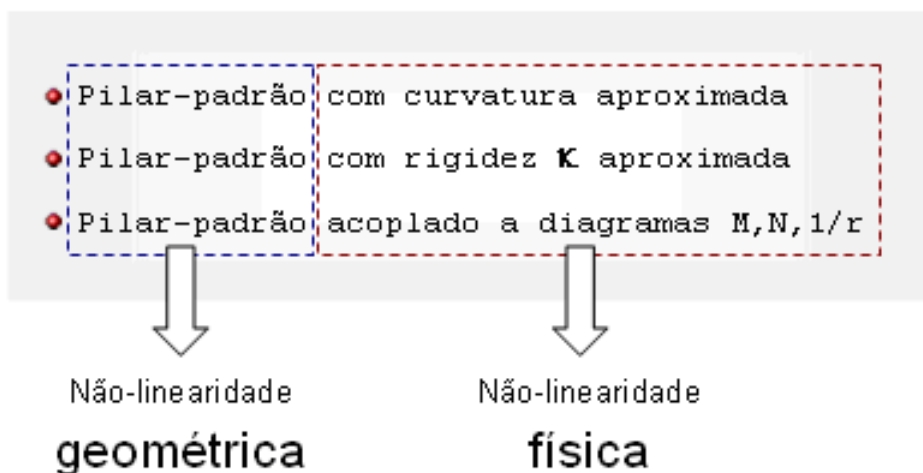 Pilar-padrão com curvatura aproximada
Pilar-padrão com rigidez κ aproximada
Pilar-padrão acoplado a diagramas M,N,1/r
Não-linearidade Não-linearidade
geométrica física